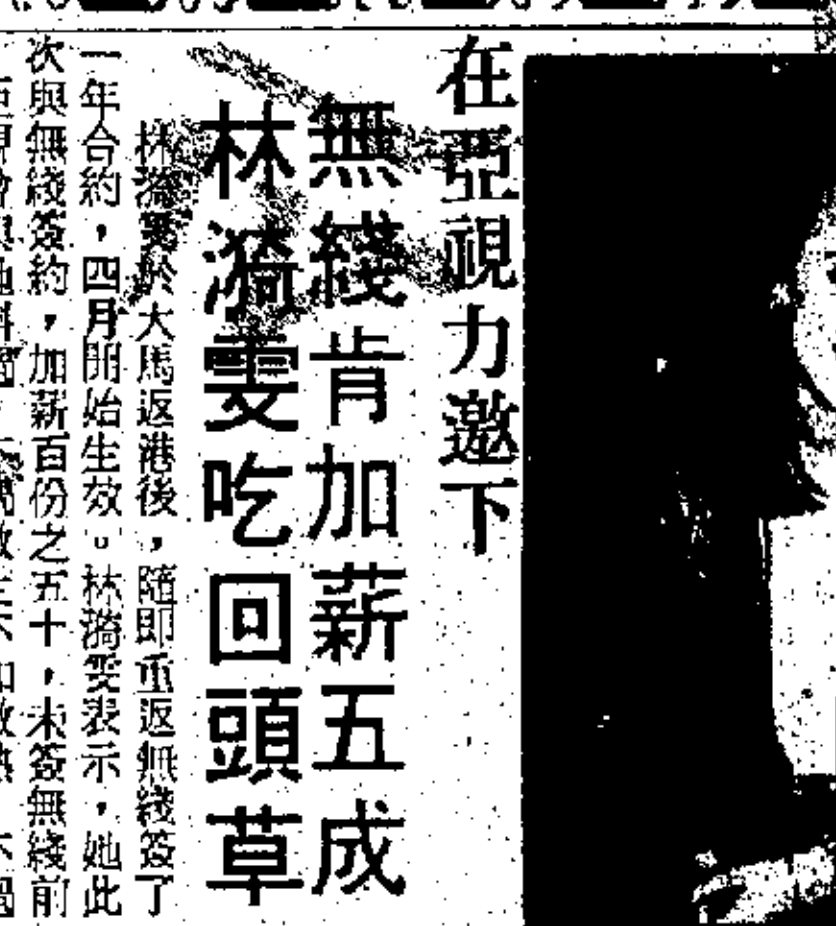 在亞視力邀下
無綫肯加薪五成
林漪雯吃回頭草
林漪雯於大馬返港後，隨即重返無綫簽了
一年合約，四月開始生效。林漪雯表示，她此
次與無綫簽約，加薪百份之五十，未簽無綫前